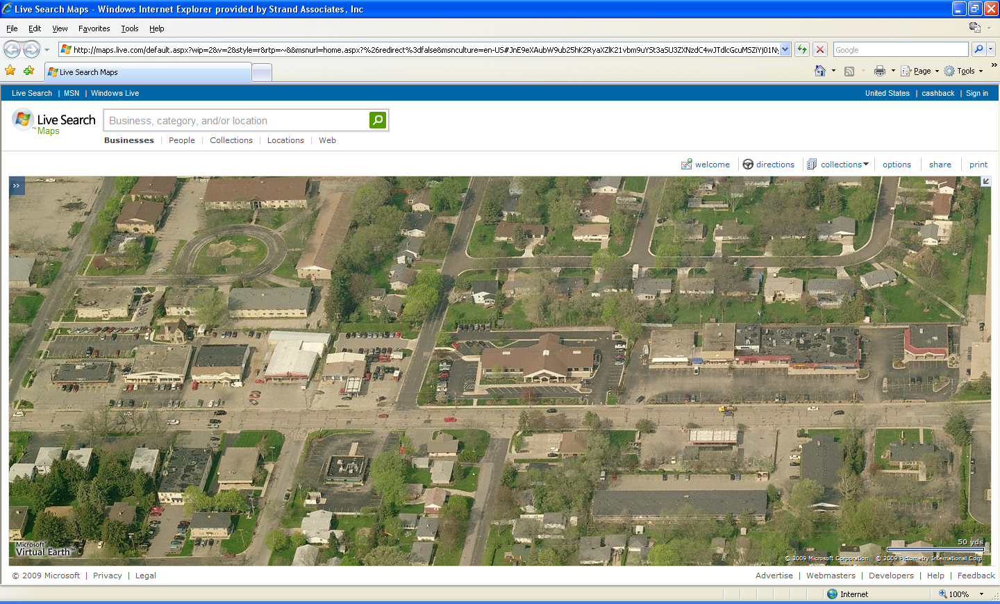 Live Search Maps - Windows Internet Explorer provided by Strand Associates, Inc
File Edit View Favorites Tools Help
http://maps.live.com/default.aspx?wip=2&v=2&style=r&rtp=~&&msnurl=home.aspx?%26redirect%3dfalse&msnculture=en-US#JnE9eXAubW9ub25hK2RyaXZlK21vbm9uYSt3aSU3ZXNzdC4wJTdlcGcuMSZiYj01Ny
Google
Live Search Maps
Page Tools »
Live Search | MSN | Windows Live
United States | cashback | Sign in
Live Search
™ Maps
Business, category, and/or location
Businesses | People | Collections | Locations | Web
welcome directions collections options share print
»
50 yds
Microsoft®
Virtual Earth™
© 2009 Microsoft Corporation © 2009 Pictometry International Corp.
© 2009 Microsoft | Privacy | Legal
Advertise | Webmasters | Developers | Help | Feedback
Internet
100%